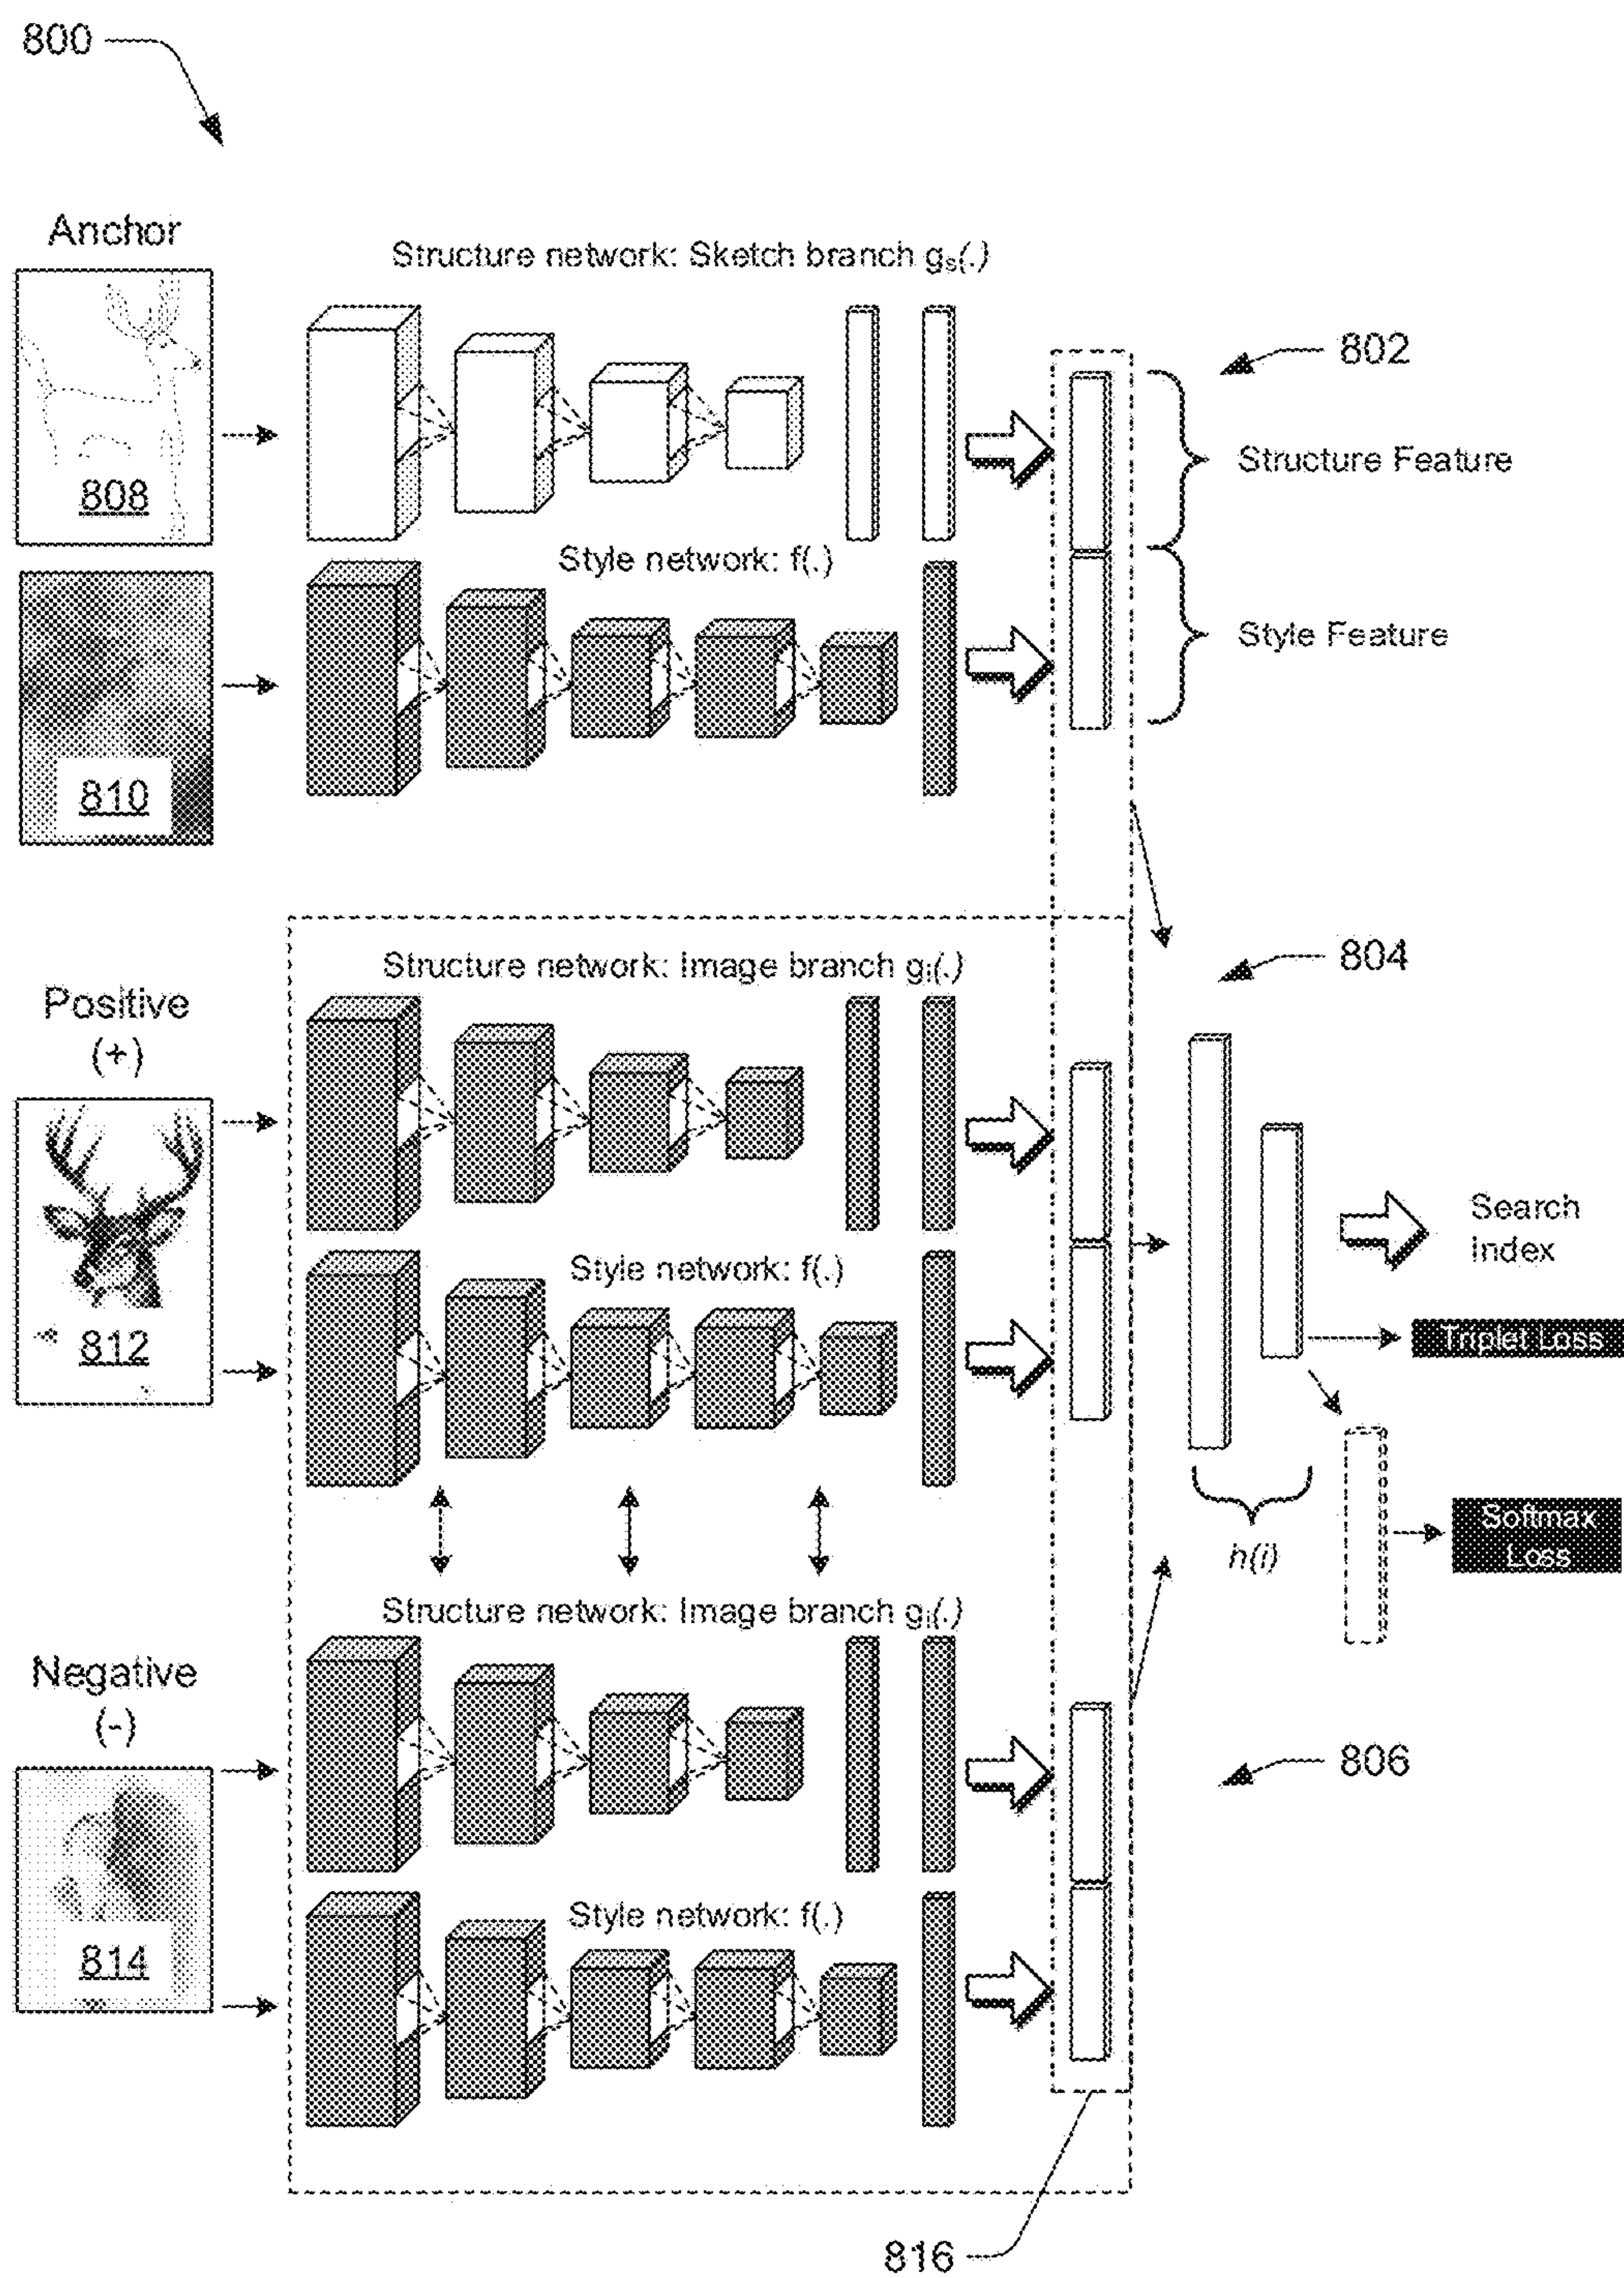 800
Anchor
Structure network: Sketch branch gs(.)
802
Structure Feature
808
Style network: f(.)
Style Feature
810
Structure network: Image branch gi(.)
804
Positive
(+)
Search
Index
Style network: f(.)
812
Triplet Loss
Softmax
Loss
h(i)
Structure network: Image branch gi(.)
Negative
(-)
806
Style network: f(.)
814
816